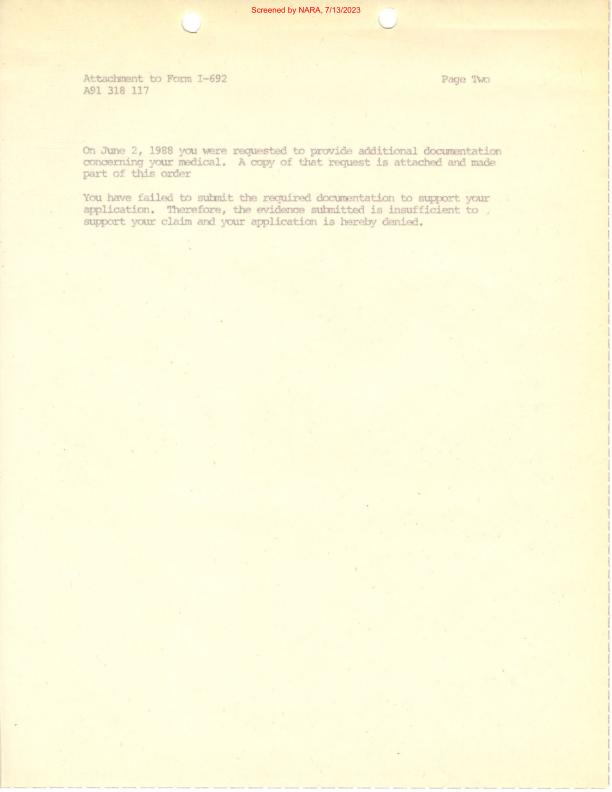 Screened by NARA, 7/13/2023
Attachment to Form I-692 Page Two
A91 318 117
On June 2, 1988 you were requested to provide additional documentation
concerning your medical. A copy of that request is attached and made
part of this order
You have failed to submit the required documentation to support your
application. Therefore, the evidence submitted is insufficient to
support your claim and your application is hereby denied.